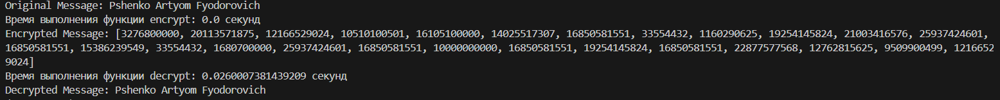 Original Message: Pshenko Artyom Fyodorovich
Время выполнения функции encrypt: 0.0 секунд
Encrypted Message: [3276800000, 20113571875, 12166529024, 10510100501, 16105100000, 14025517307, 16850581551, 33554432, 1160290625, 19254145824, 21003416576, 25937424601,
16850581551, 15386239549, 33554432, 1680700000, 25937424601, 16850581551, 10000000000, 16850581551, 19254145824, 16850581551, 22877577568, 12762815625, 9509900499, 1216652
9024]
Время выполнения функции decrypt: 0.0260007381439209 секунд
Decrypted Message: Pshenko Artyom Fyodorovich